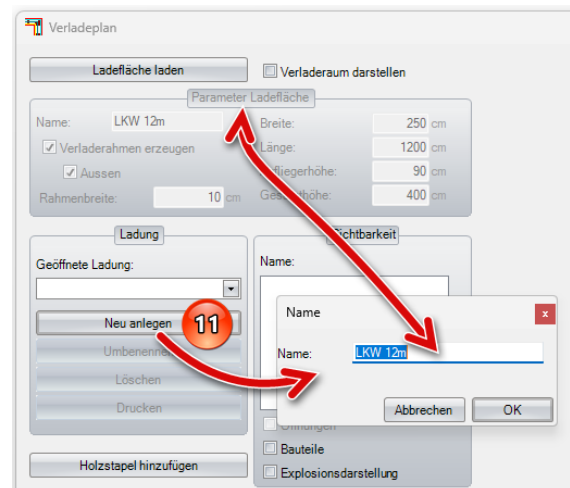 Verladeplan
Ladefläche laden
Verladeraum darstellen
Parameter Ladefläche
Name: LKW 12m
Verladerahmen erzeugen
Aussen
Rahmenbreite: 10 cm
Breite: 250 cm
Länge: 1200 cm
90 cm
400 cm
Ladung
Geöffnete Ladung:
Neu anlegen
11
Umbenennen
Löschen
Drucken
Holzstapel hinzufügen
Sichtbarkeit
Name:
Name
x
Name: LKW 12m
Abbrechen OK
Öffnungen
Bauteile
Explosionsdarstellung